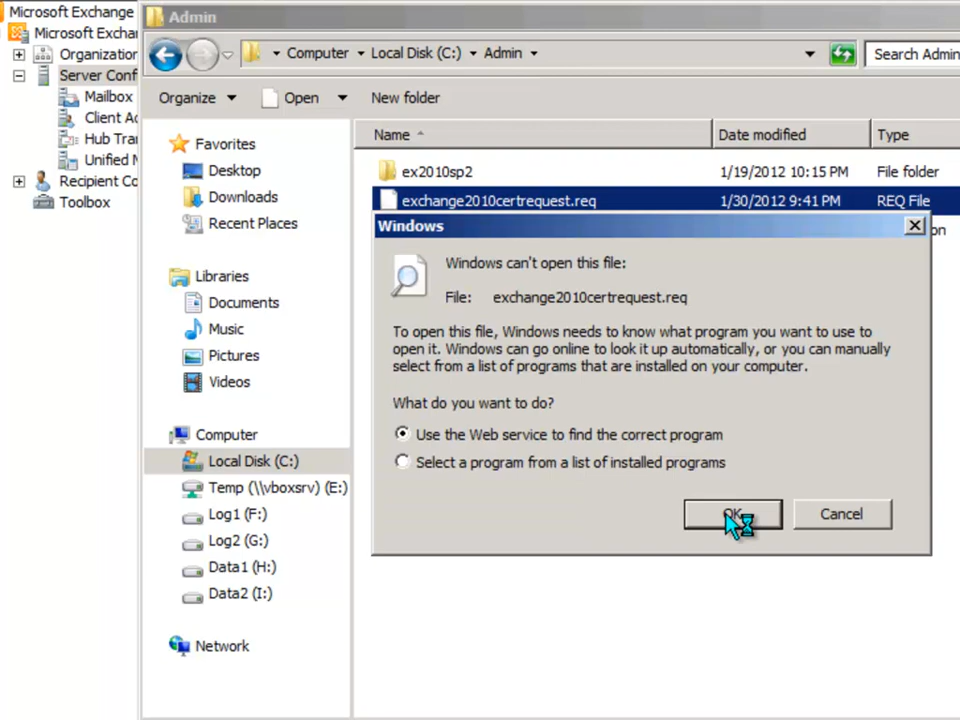 Microsoft Exchange
Microsoft Exchar
Organization
Server Conf
Mailbox
Client Ac
Hub Tran
Unified M
Recipient Co
Toolbox
Admin
Computer Local Disk (C:) Admin
Search Admin
Organize Open New folder
Favorites
Desktop
Downloads
Recent Places
Libraries
Documents
Music
Pictures
Videos
Computer
Local Disk (C:)
Temp (\\vboxsrv) (E:)
Log1 (F:)
Log2 (G:)
Data1 (H:)
Data2 (I:)
Network
Name Date modified Type
ex2010sp2 1/19/2012 10:15 PM File folder
exchange2010certrequest.req 1/30/2012 9:41 PM REQ File
on
Windows
Windows can't open this file:
File: exchange2010certrequest.req
To open this file, Windows needs to know what program you want to use to
open it. Windows can go online to look it up automatically, or you can manually
select from a list of programs that are installed on your computer.
What do you want to do?
Use the Web service to find the correct program
Select a program from a list of installed programs
OK Cancel